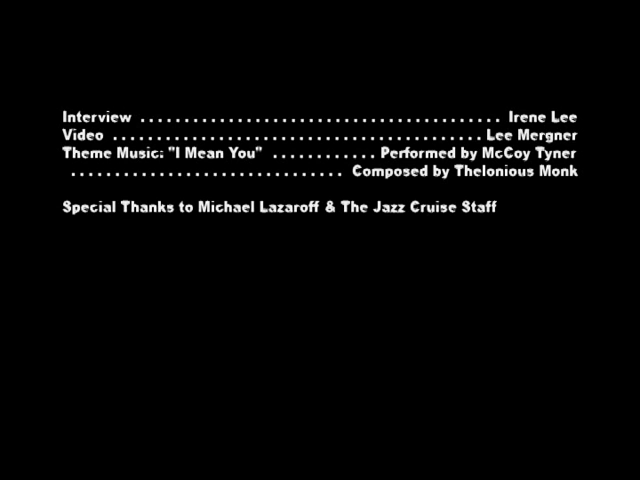 Interview ......................................... Irene Lee
Video .......................................... Lee Mergner
Theme Music: "I Mean You" ............ Performed by McCoy Tyner
............................... Composed by Thelonious Monk
Special Thanks to Michael Lazaroff & The Jazz Cruise Staff